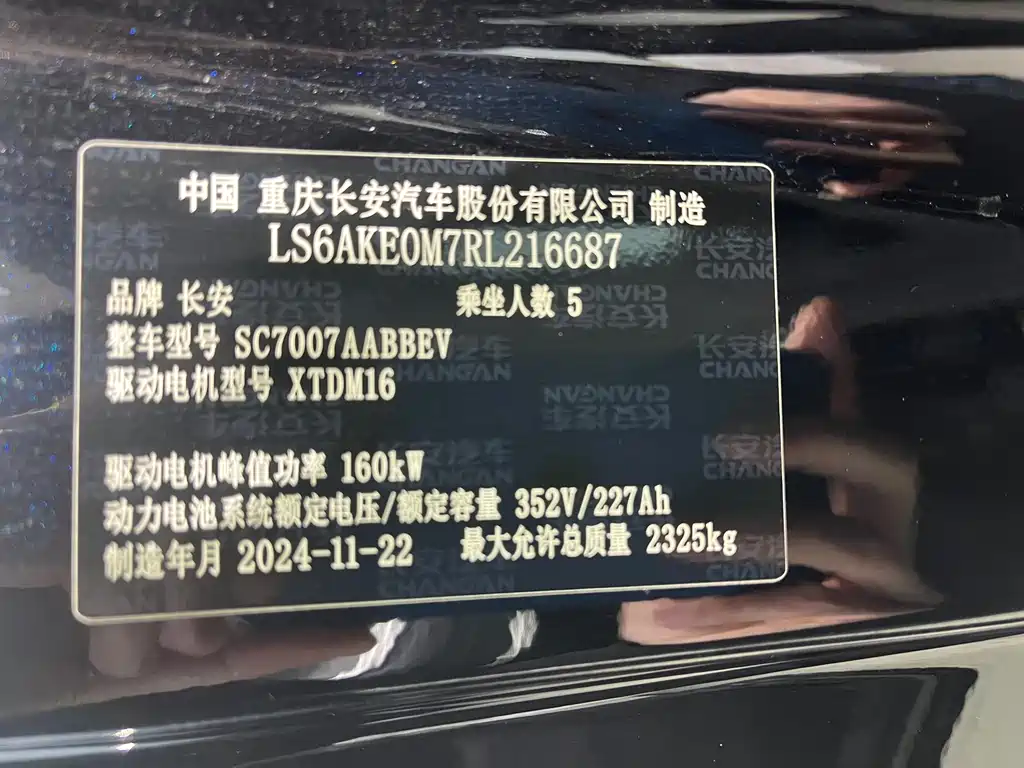 中国 重庆长安汽车股份有限公司 制造
LS6AKE0M7RL216687
品牌 长安 乘坐人数 5
整车型号 SC7007AABBEV
驱动电机型号 XTDM16
驱动电机峰值功率 160kW
动力电池系统额定电压/额定容量 352V/227Ah
制造年月 2024-11-22 最大允许总质量 2325kg